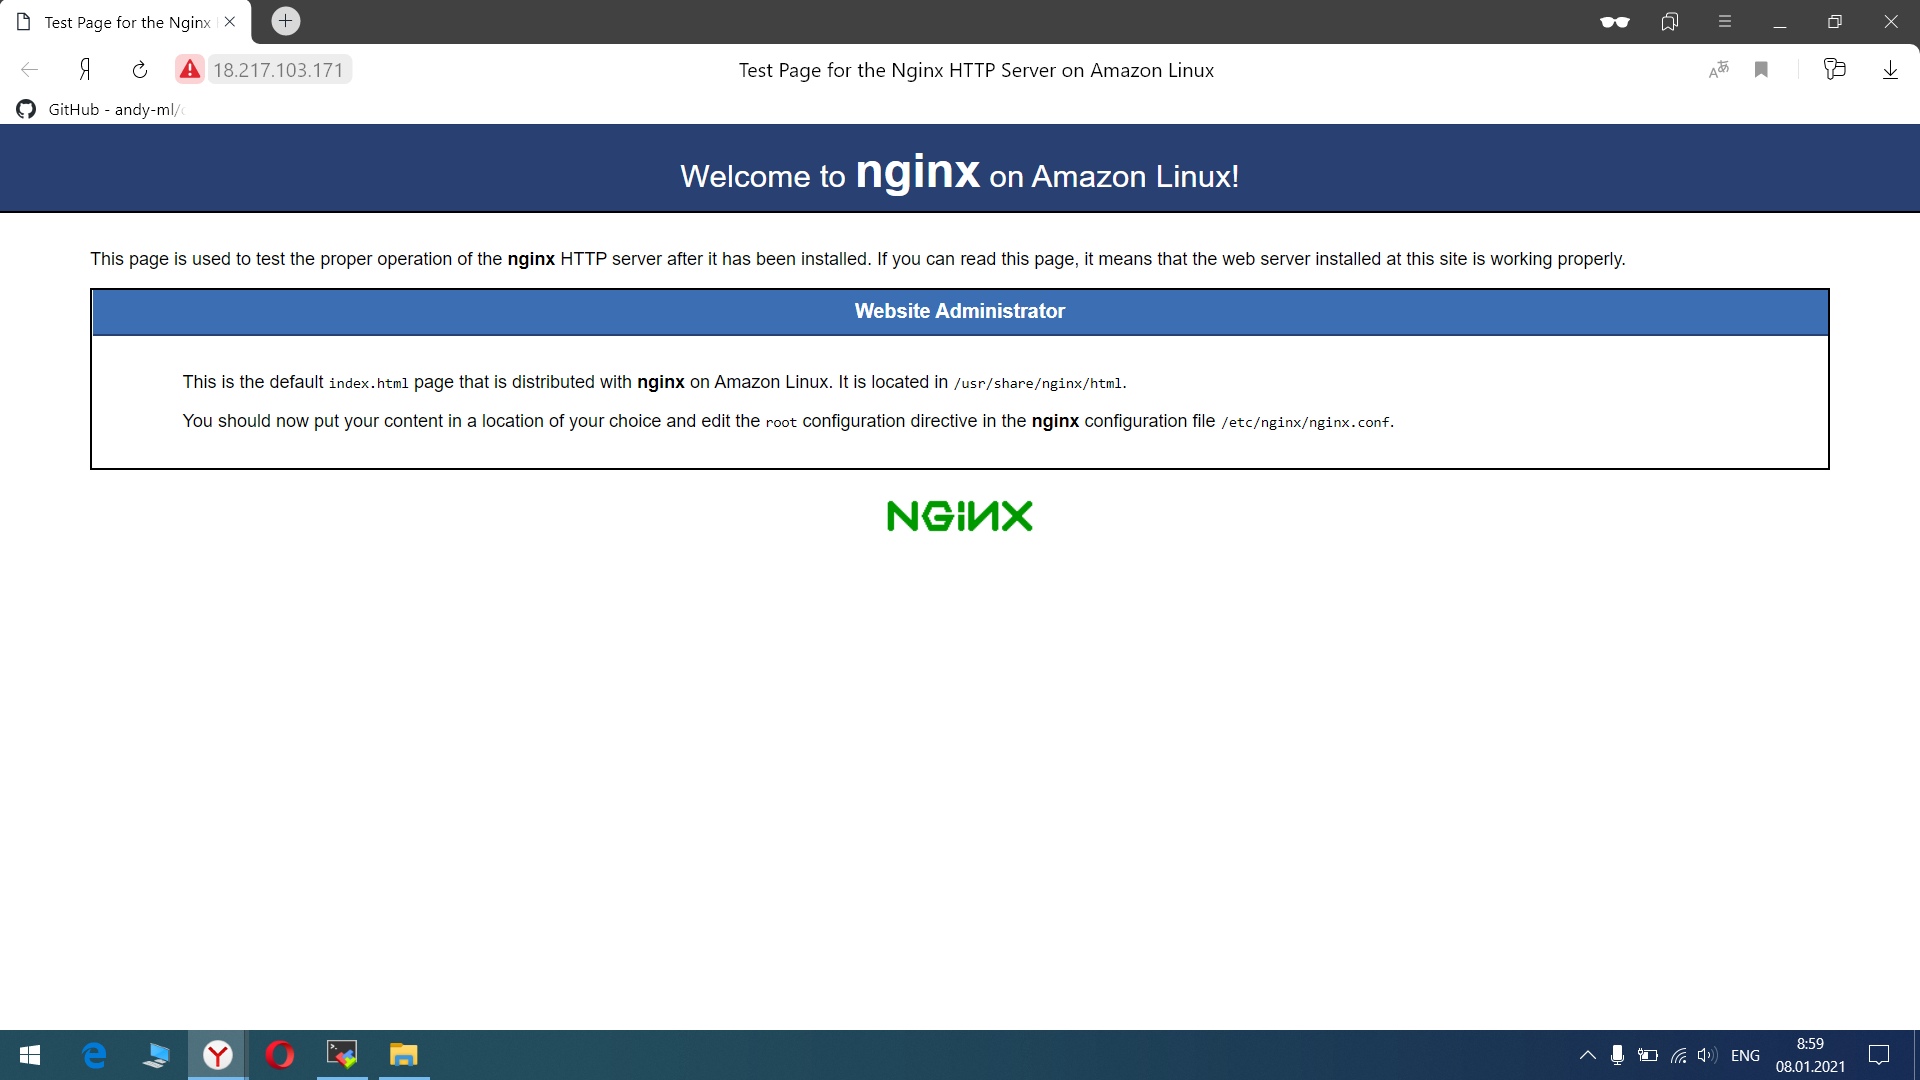 Test Page for the Nginx
18.217.103.171
Test Page for the Nginx HTTP Server on Amazon Linux
GitHub - andy-ml/
Welcome to nginx on Amazon Linux!
This page is used to test the proper operation of the nginx HTTP server after it has been installed. If you can read this page, it means that the web server installed at this site is working properly.
Website Administrator
This is the default index.html page that is distributed with nginx on Amazon Linux. It is located in /usr/share/nginx/html.
You should now put your content in a location of your choice and edit the root configuration directive in the nginx configuration file /etc/nginx/nginx.conf.
NGINX
ENG
8:59
08.01.2021